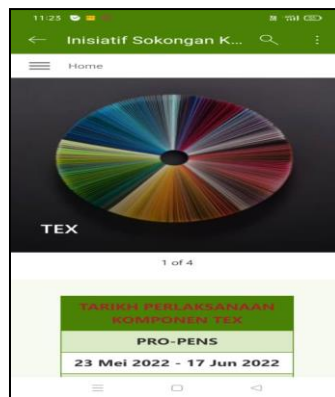 11:25
Inisiatif Sokongan K...
Home
TEX
1 of 4
TARIKH PERLAKSANAAN
KOMPONEN TEX
PRO-PENS
23 Mei 2022 - 17 Jun 2022